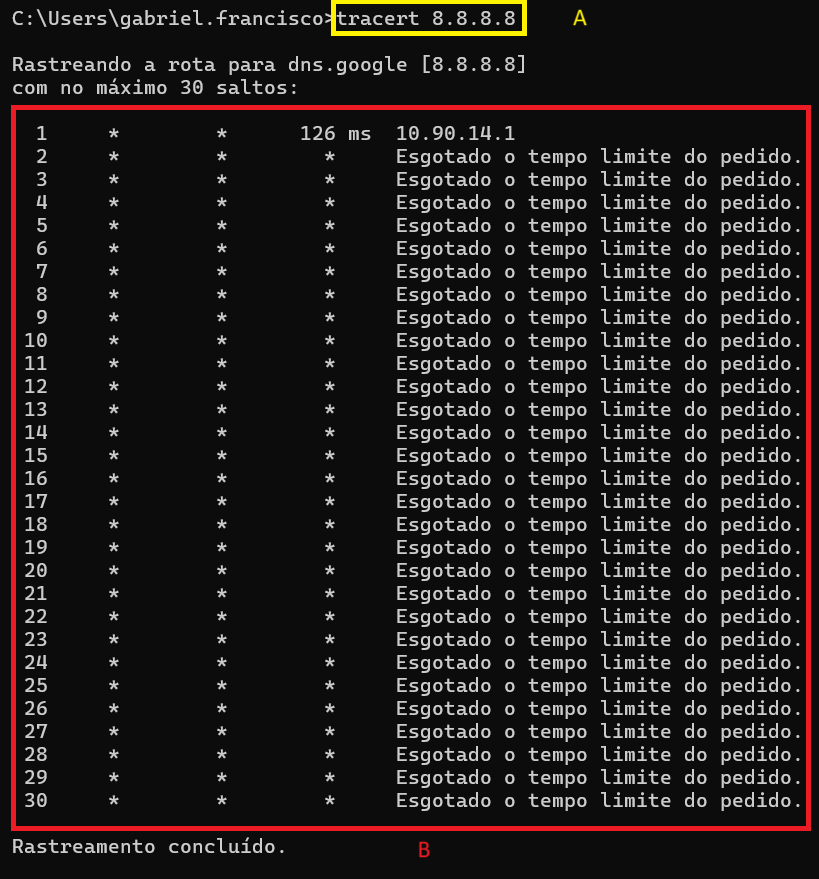 C:\Users\gabriel.francisco>tracert 8.8.8.8 A
Rastreando a rota para dns.google [8.8.8.8]
com no máximo 30 saltos:
1 * * 126 ms 10.90.14.1
2 * * * Esgotado o tempo limite do pedido.
3 * * * Esgotado o tempo limite do pedido.
4 * * * Esgotado o tempo limite do pedido.
5 * * * Esgotado o tempo limite do pedido.
6 * * * Esgotado o tempo limite do pedido.
7 * * * Esgotado o tempo limite do pedido.
8 * * * Esgotado o tempo limite do pedido.
9 * * * Esgotado o tempo limite do pedido.
10 * * * Esgotado o tempo limite do pedido.
11 * * * Esgotado o tempo limite do pedido.
12 * * * Esgotado o tempo limite do pedido.
13 * * * Esgotado o tempo limite do pedido.
14 * * * Esgotado o tempo limite do pedido.
15 * * * Esgotado o tempo limite do pedido.
16 * * * Esgotado o tempo limite do pedido.
17 * * * Esgotado o tempo limite do pedido.
18 * * * Esgotado o tempo limite do pedido.
19 * * * Esgotado o tempo limite do pedido.
20 * * * Esgotado o tempo limite do pedido.
21 * * * Esgotado o tempo limite do pedido.
22 * * * Esgotado o tempo limite do pedido.
23 * * * Esgotado o tempo limite do pedido.
24 * * * Esgotado o tempo limite do pedido.
25 * * * Esgotado o tempo limite do pedido.
26 * * * Esgotado o tempo limite do pedido.
27 * * * Esgotado o tempo limite do pedido.
28 * * * Esgotado o tempo limite do pedido.
29 * * * Esgotado o tempo limite do pedido.
30 * * * Esgotado o tempo limite do pedido.
Rastreamento concluído. B